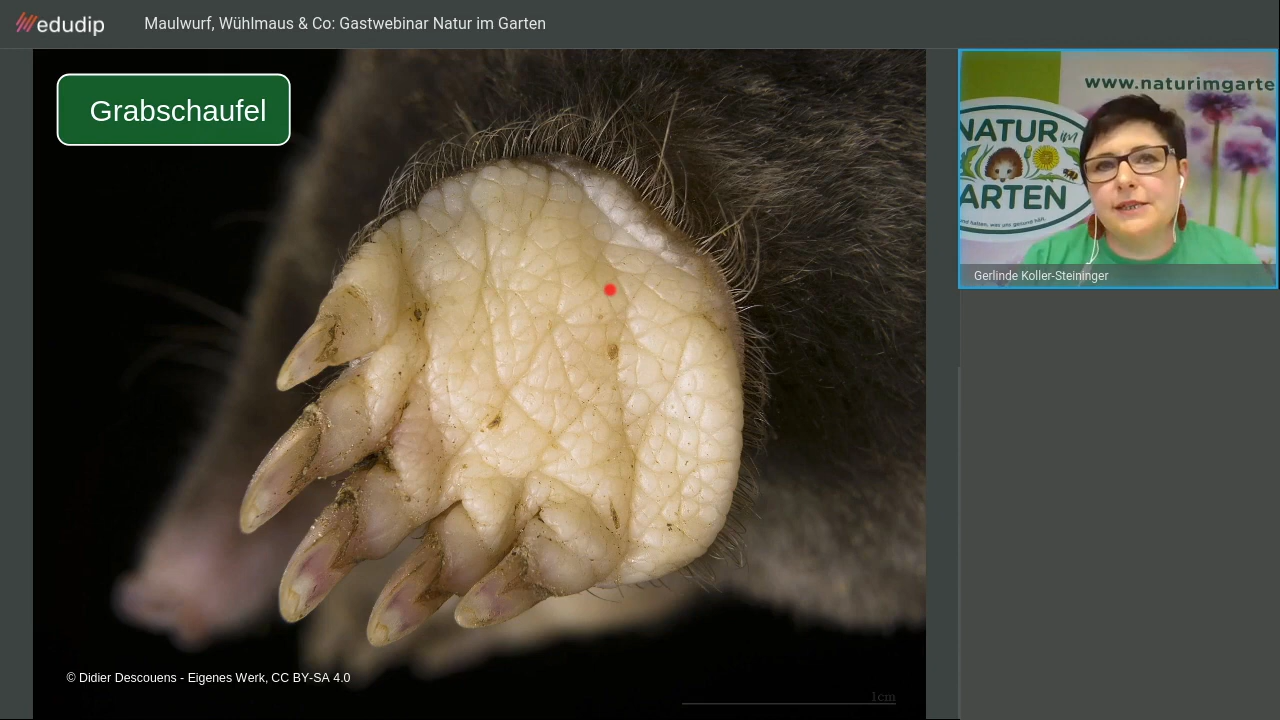 edudip
Maulwurf, Wühlmaus & Co: Gastwebinar Natur im Garten
Grabschaufel
www.naturimgarte
NATUR im
GARTEN
Gerlinde Koller-Steininger
© Didier Descouens - Eigenes Werk, CC BY-SA 4.0
1cm